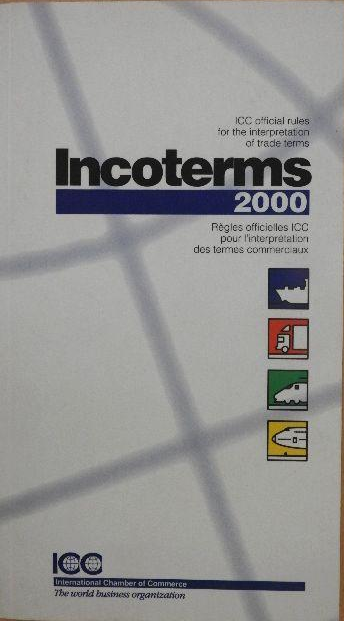 ICC official rules
for the interpretation
of trade terms
Incoterms
2000
Règles officielles ICC
pour l'interprétation
des termes commerciaux
ICC
International Chamber of Commerce
The world business organization